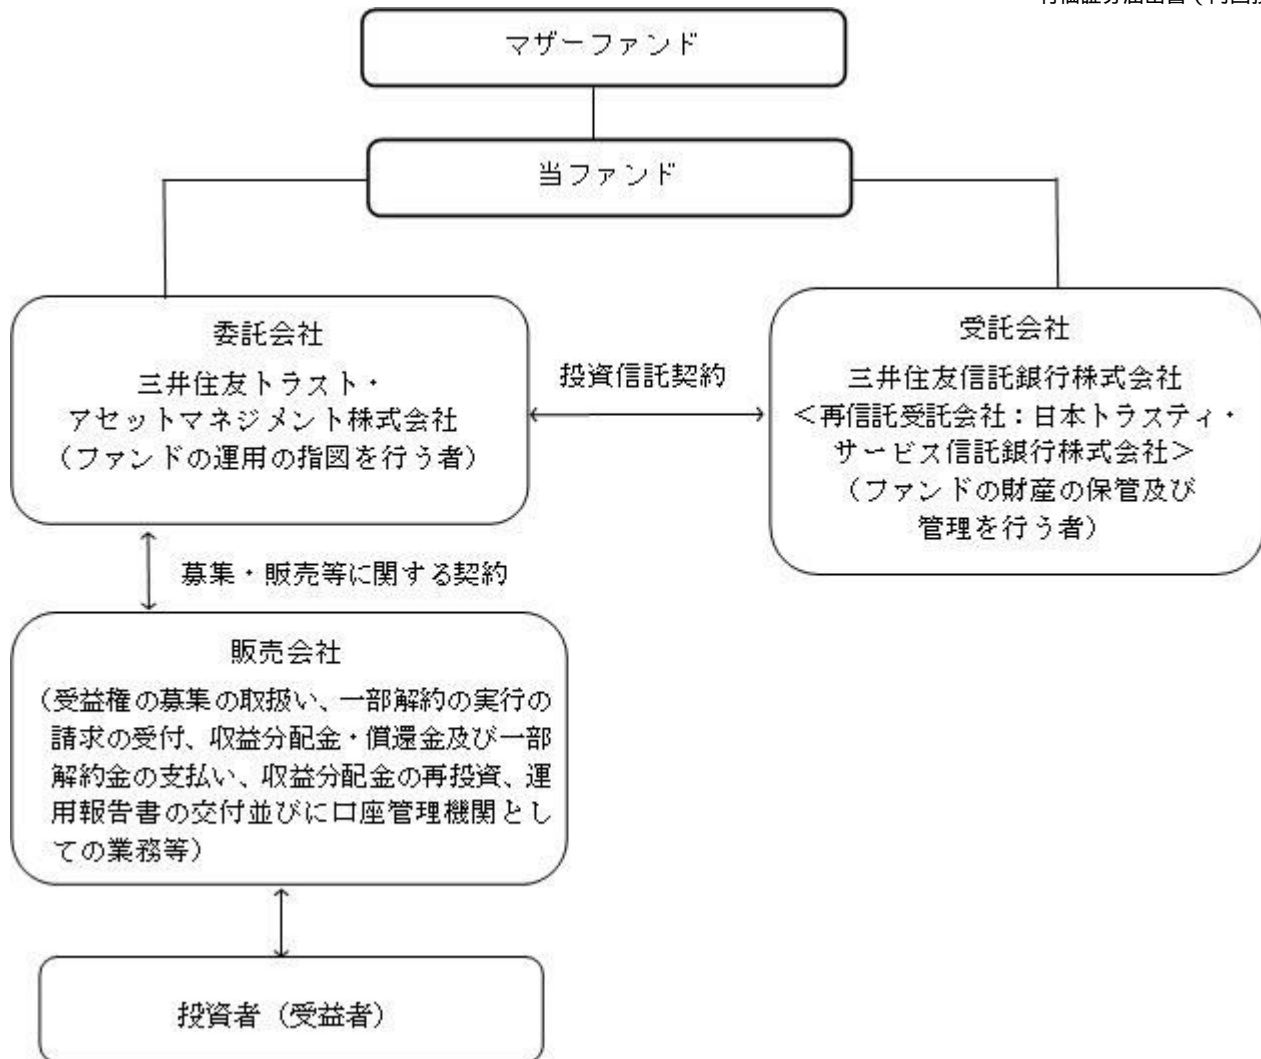 マザーファンド
当ファンド
委託会社
三井住友トラスト・
アセットマネジメント株式会社
（ファンドの運用の指図を行う者）
投資信託契約
受託会社
三井住友信託銀行株式会社
＜再信託受託会社：日本トラスティ・
サービス信託銀行株式会社＞
（ファンドの財産の保管及び
管理を行う者）
募集・販売等に関する契約
販売会社
（受益権の募集の取扱い、一部解約の実行の
請求の受付、収益分配金・償還金及び一部
解約金の支払い、収益分配金の再投資、運
用報告書の交付並びに口座管理機関とし
ての業務等）
投資者（受益者）